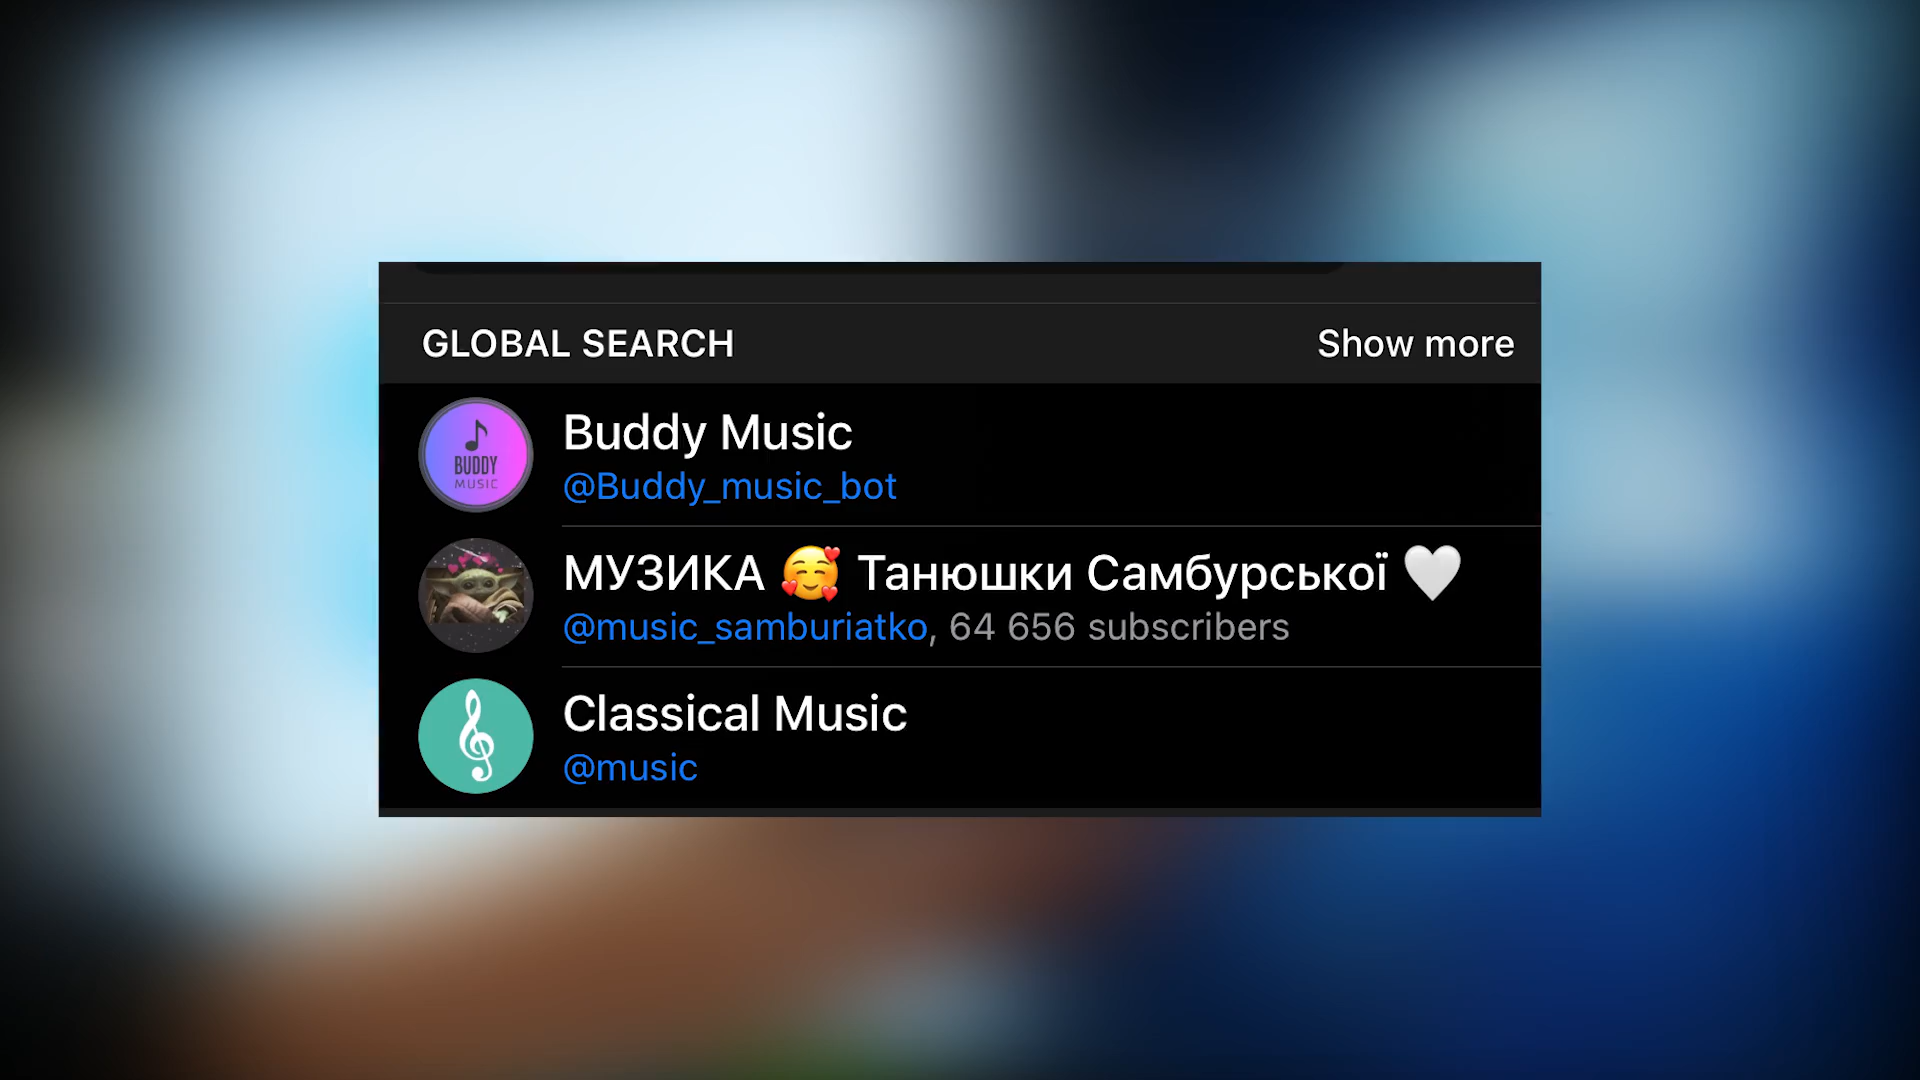 GLOBAL SEARCH Show more
BUDDY
MUSIC
Buddy Music
@Buddy_music_bot
МУЗИКА 🥰 Танюшки Самбурської 🤍
@music_samburiatko, 64 656 subscribers
Classical Music
@music